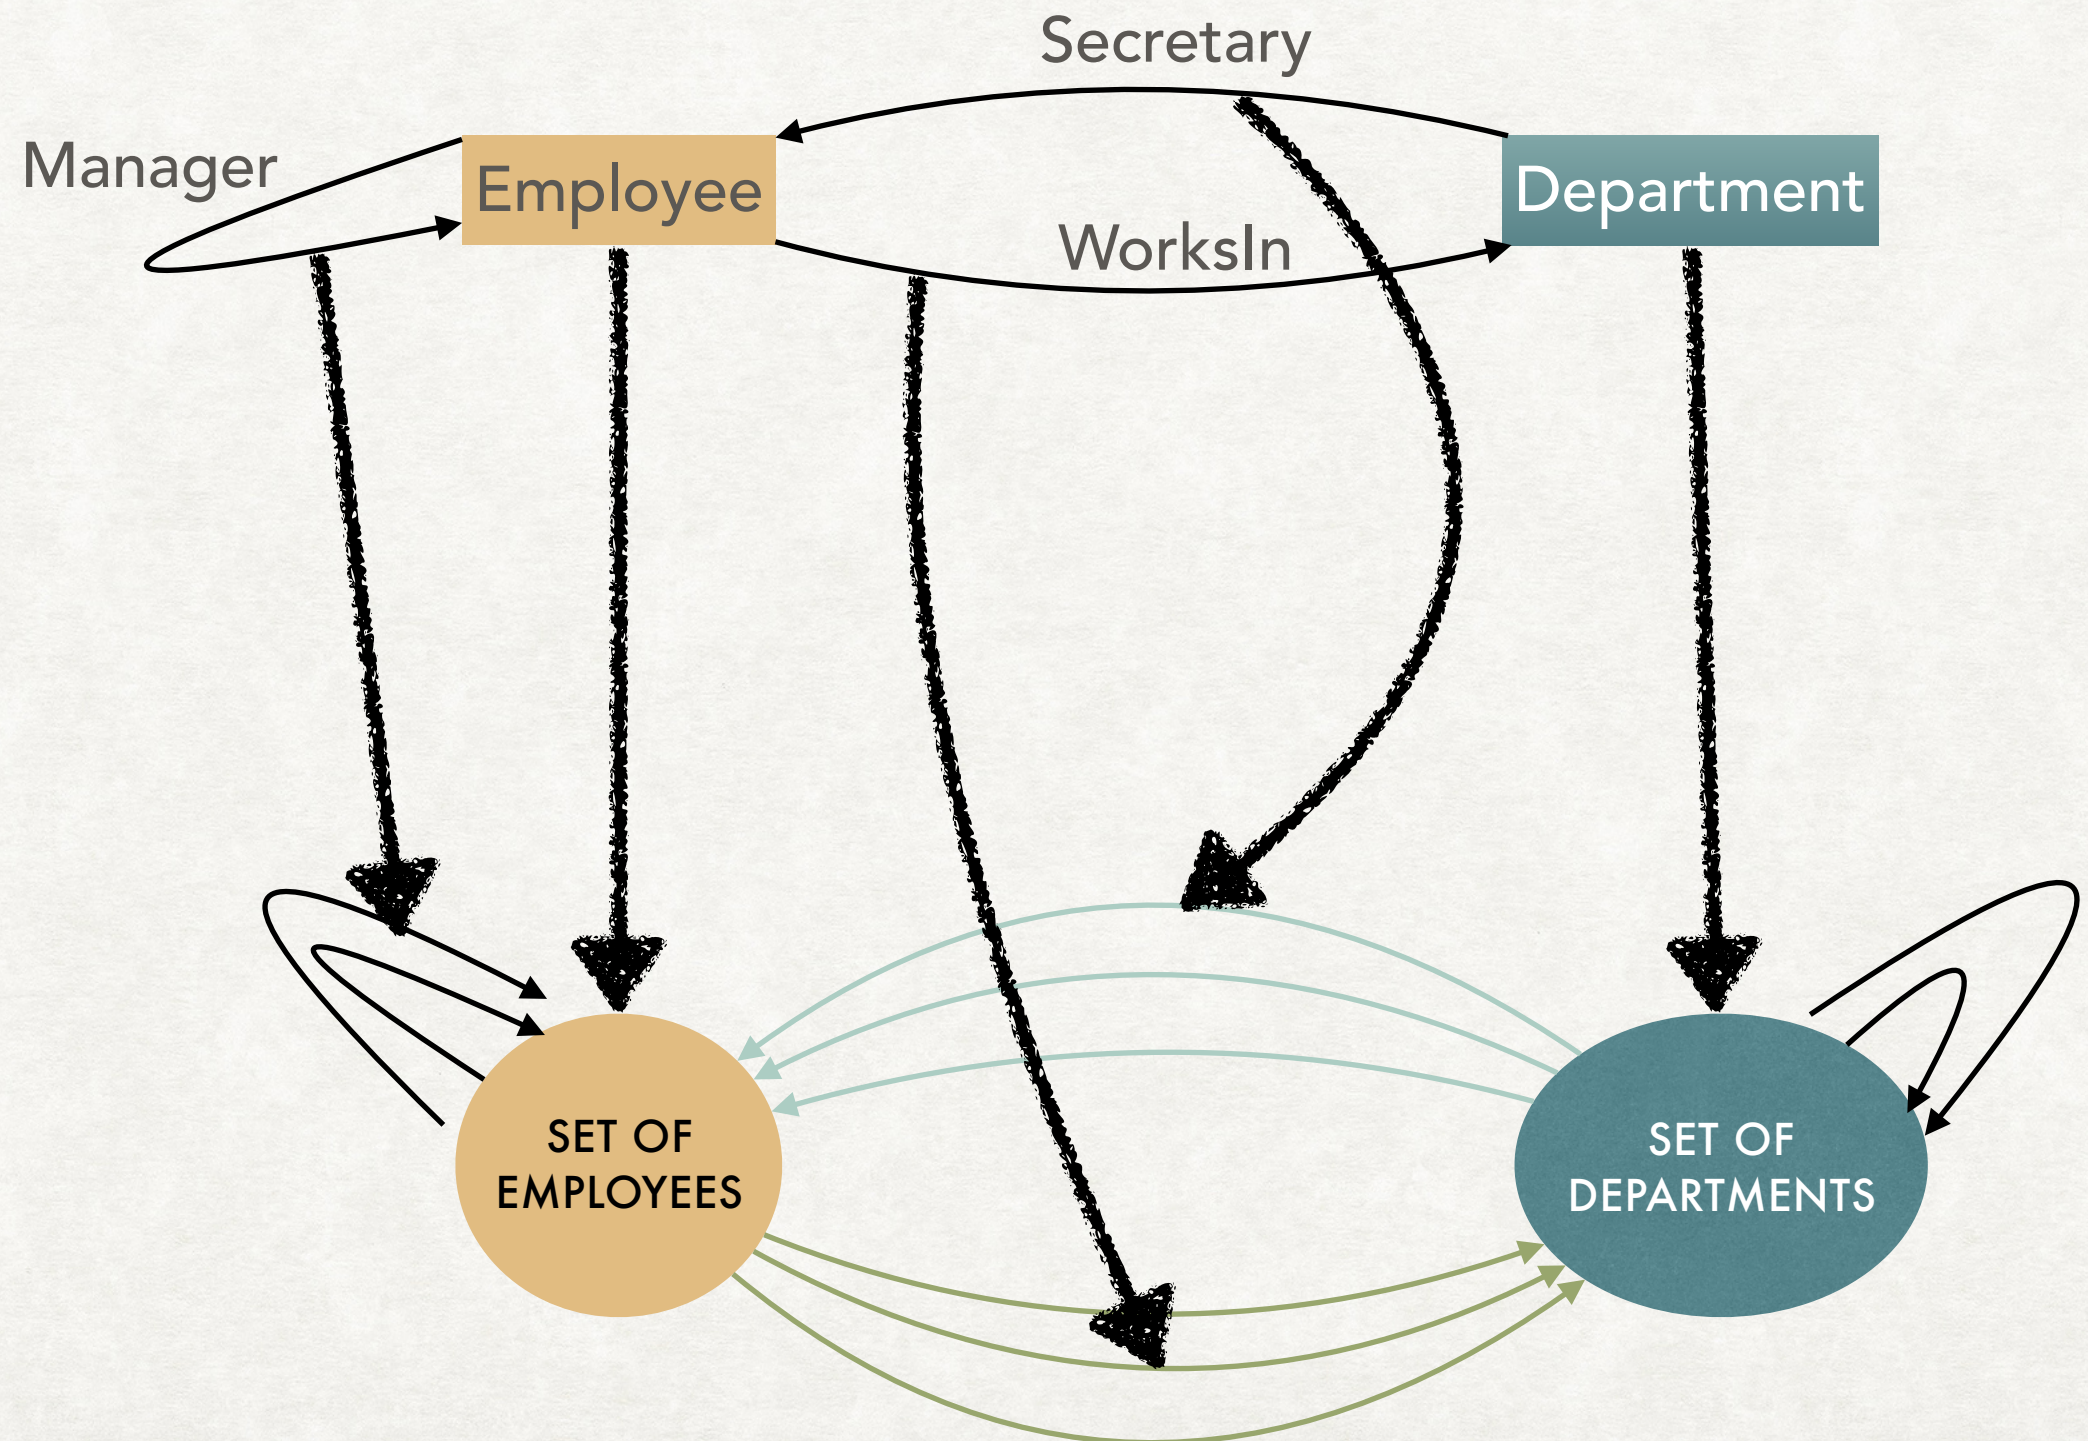 Secretary
Manager
Employee
Department
WorksIn
SET OF
EMPLOYEES
SET OF
DEPARTMENTS